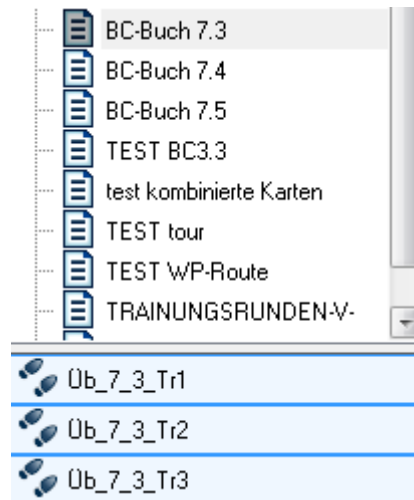 BC-Buch 7.3
BC-Buch 7.4
BC-Buch 7.5
TEST BC3.3
test kombinierte Karten
TEST tour
TEST WP-Route
TRAINUNGSRUNDEN-V-
Üb_7_3_Tr1
Üb_7_3_Tr2
Üb_7_3_Tr3